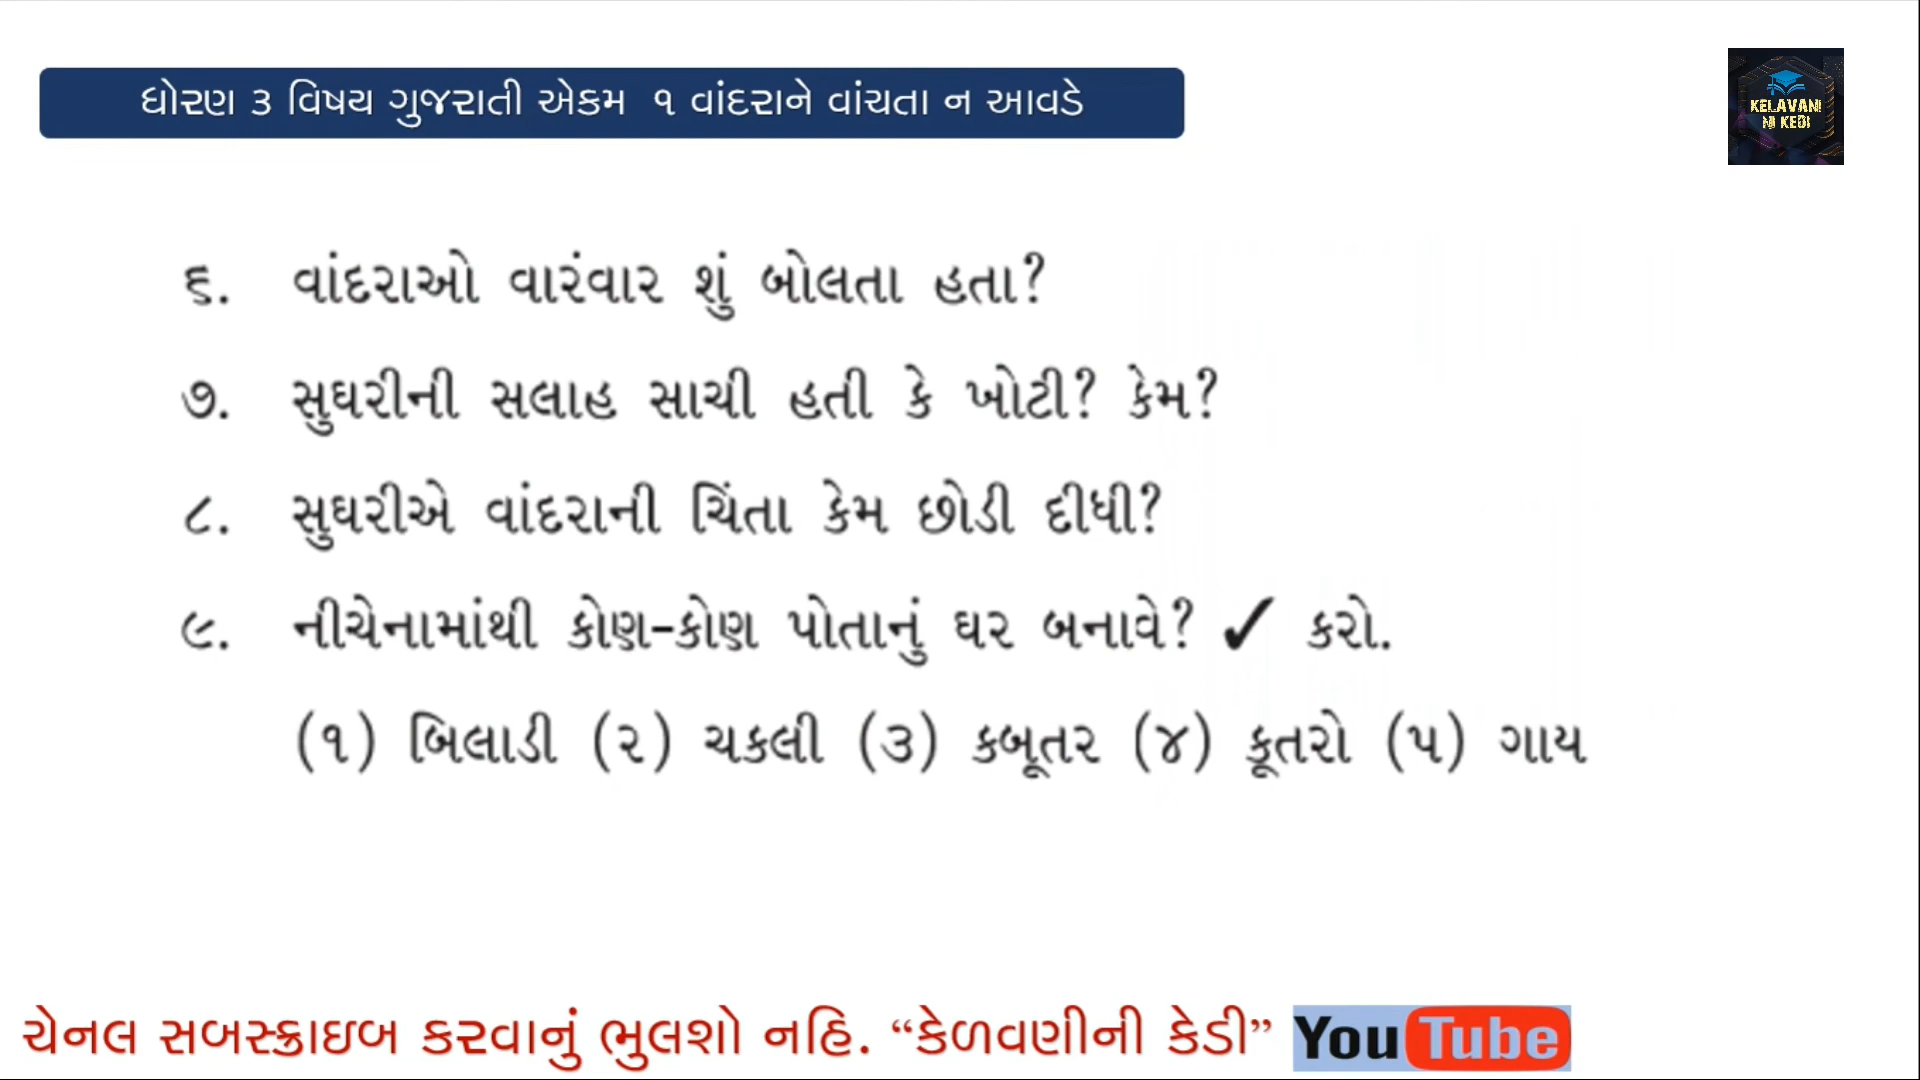 ધોરણ ૩ વિષય ગુજરાતી એકમ ૧ વાંદરાને વાંચતા ન આવડે
KELAVANI
NI KEDI
૬. વાંદરાઓ વારંવાર શું બોલતા હતા?
૭. સુઘરીની સલાહ સાચી હતી કે ખોટી? કેમ?
૮. સુઘરીએ વાંદરાની ચિંતા કેમ છોડી દીધી?
૯. નીચેનામાંથી કોણ-કોણ પોતાનું ઘર બનાવે? ✓ કરો.
(૧) બિલાડી (૨) ચકલી (૩) કબૂતર (૪) કૂતરો (૫) ગાય
ચેનલ સબસ્ક્રાઇબ કરવાનું ભુલશો નહિ. “કેળવણીની કેડી” YouTube